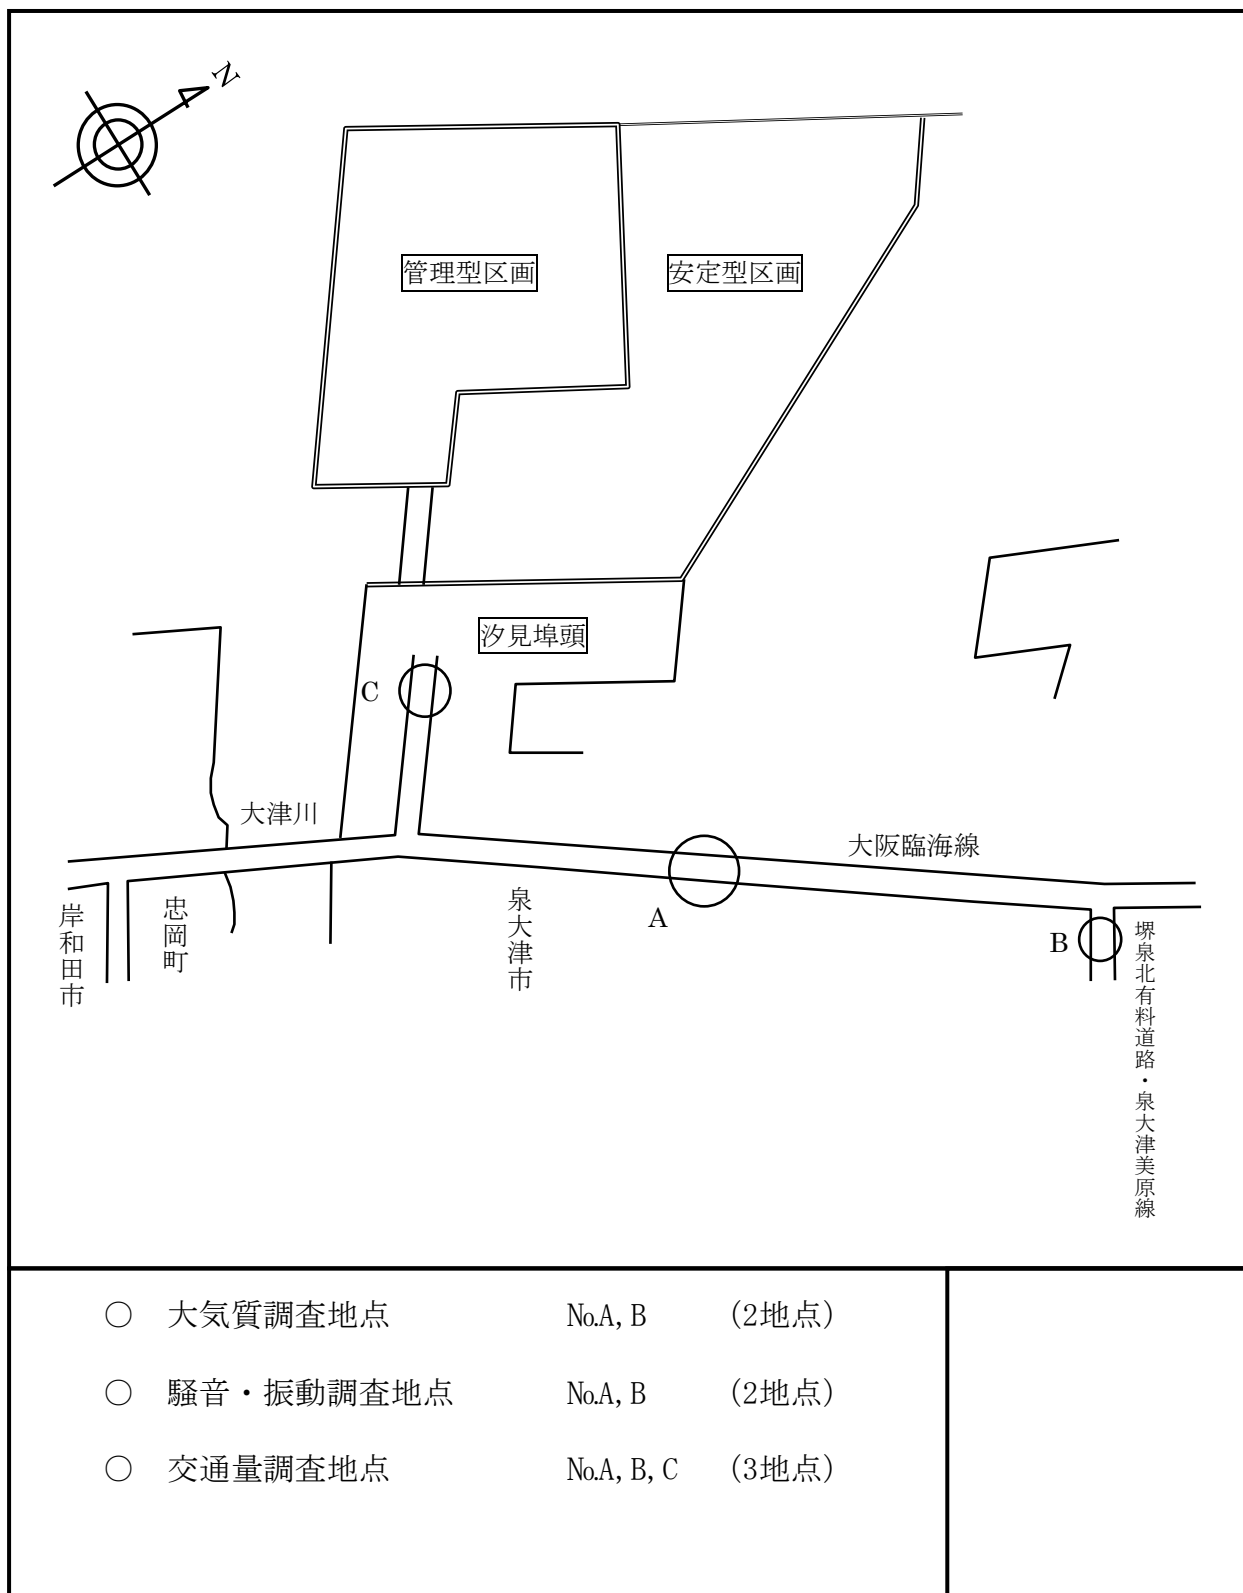 N
管理型区画
安定型区画
汐見埠頭
C
大津川
大阪臨海線
岸和田市
忠岡町
泉大津市
A
B
堺泉北有料道路・泉大津美原線
○ 大気質調査地点 №A, B (2地点)
○ 騒音・振動調査地点 №A, B (2地点)
○ 交通量調査地点 №A, B, C (3地点)